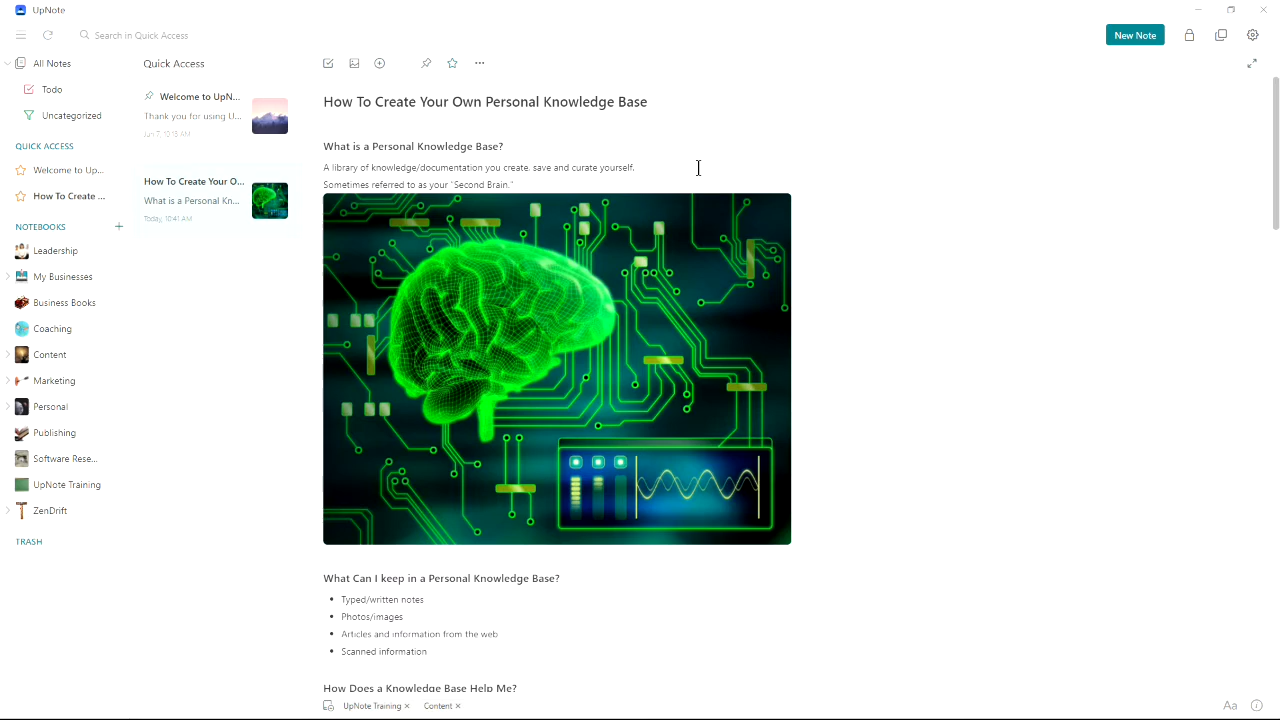 UpNote
Search in Quick Access
New Note
All Notes
Todo
Uncategorized
QUICK ACCESS
Welcome to Up...
How To Create ...
NOTEBOOKS
Leadership
My Businesses
Business Books
Coaching
Content
Marketing
Personal
Publishing
Software Rese...
UpNote Training
ZenDrift
TRASH
Quick Access
Welcome to UpN...
Thank you for using U...
Jun 7, 10:13 AM
How To Create Your O...
What is a Personal Kn...
Today, 10:41 AM
How To Create Your Own Personal Knowledge Base
What is a Personal Knowledge Base?
A library of knowledge/documentation you create, save and curate yourself.
Sometimes referred to as your "Second Brain."
What Can I keep in a Personal Knowledge Base?
Typed/written notes
Photos/images
Articles and information from the web
Scanned information
How Does a Knowledge Base Help Me?
UpNote Training ×
Content ×
Aa